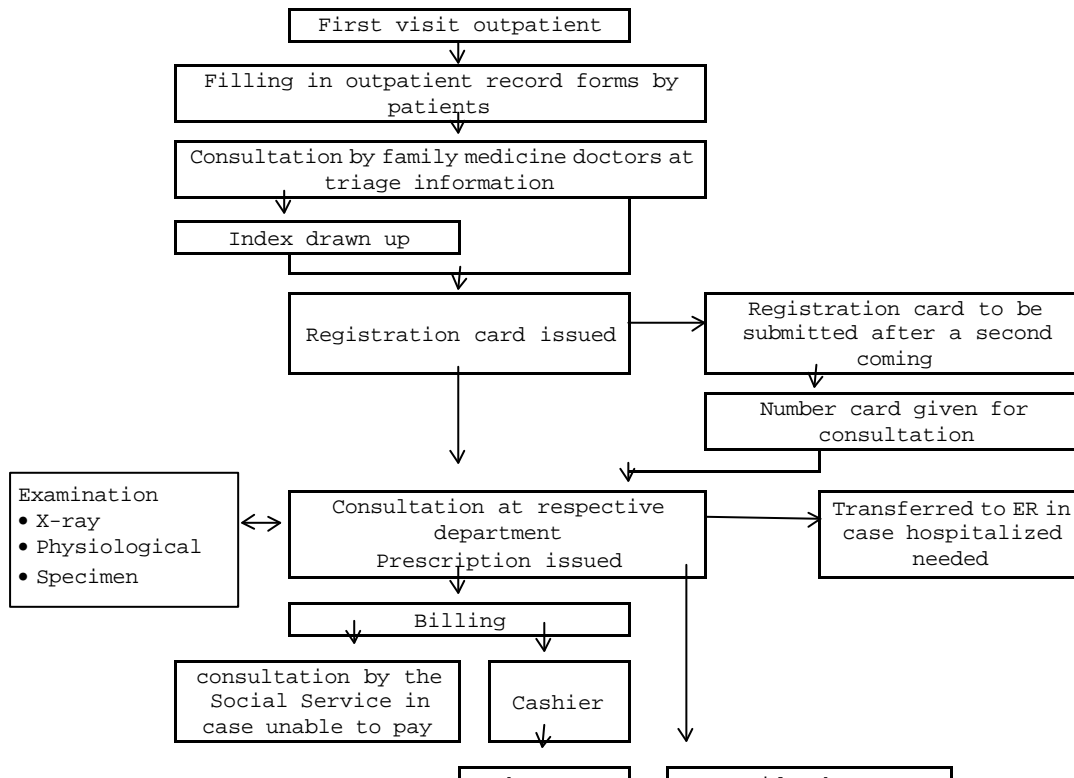 First visit outpatient
Filling in outpatient record forms by
patients
Consultation by family medicine doctors at
triage information
Index drawn up
Registration card issued
Registration card to be
submitted after a second
coming
Number card given for
consultation
Examination
• X-ray
• Physiological
• Specimen
Consultation at respective
department
Prescription issued
Transferred to ER in
case hospitalized
needed
Billing
consultation by the
Social Service in
case unable to pay
Cashier